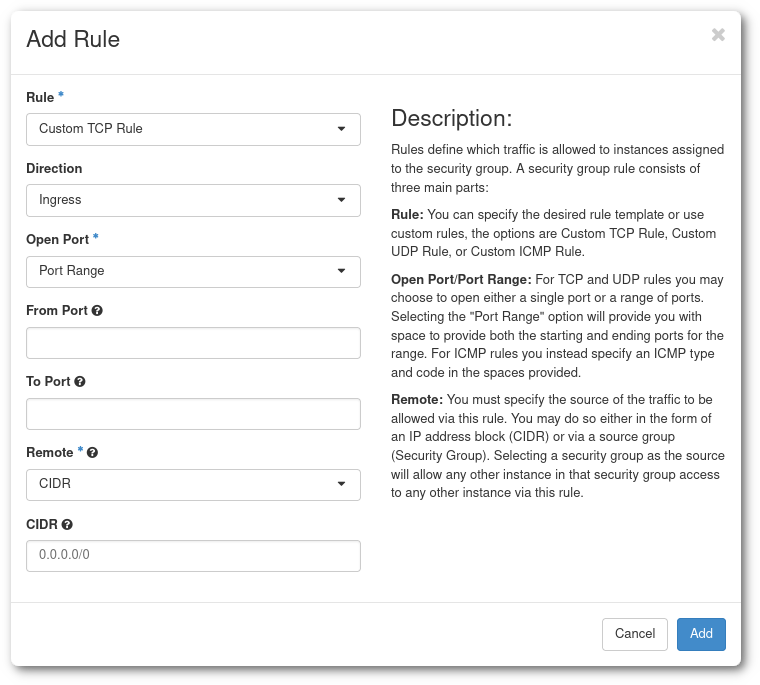 Add Rule
×
Rule *
Custom TCP Rule
Direction
Ingress
Open Port *
Port Range
From Port
To Port
Remote *
CIDR
CIDR
0.0.0.0/0
Description:
Rules define which traffic is allowed to instances assigned
to the security group. A security group rule consists of
three main parts:
Rule: You can specify the desired rule template or use
custom rules, the options are Custom TCP Rule, Custom
UDP Rule, or Custom ICMP Rule.
Open Port/Port Range: For TCP and UDP rules you may
choose to open either a single port or a range of ports.
Selecting the "Port Range" option will provide you with
space to provide both the starting and ending ports for the
range. For ICMP rules you instead specify an ICMP type
and code in the spaces provided.
Remote: You must specify the source of the traffic to be
allowed via this rule. You may do so either in the form of
an IP address block (CIDR) or via a source group
(Security Group). Selecting a security group as the source
will allow any other instance in that security group access
to any other instance via this rule.
Cancel
Add